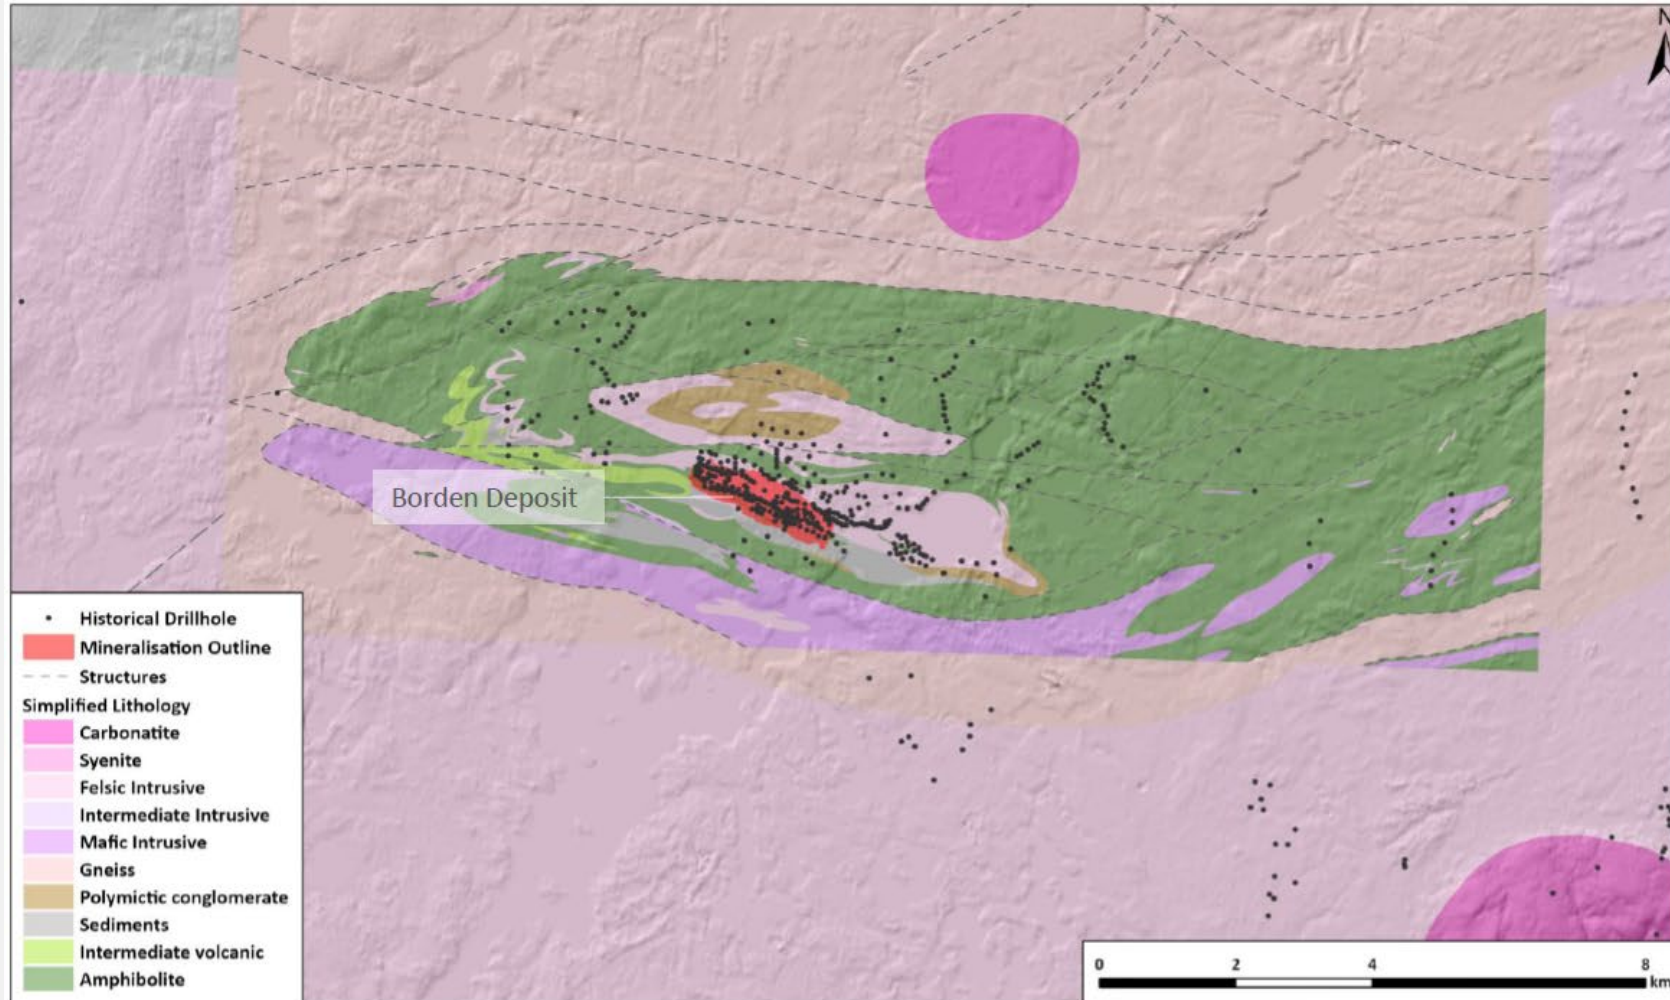 N
Borden Deposit
Historical Drillhole
Mineralisation Outline
Structures
Simplified Lithology
Carbonatite
Syenite
Felsic Intrusive
Intermediate Intrusive
Mafic Intrusive
Gneiss
Polymictic conglomerate
Sediments
Intermediate volcanic
Amphibolite
0 2 4 8
km